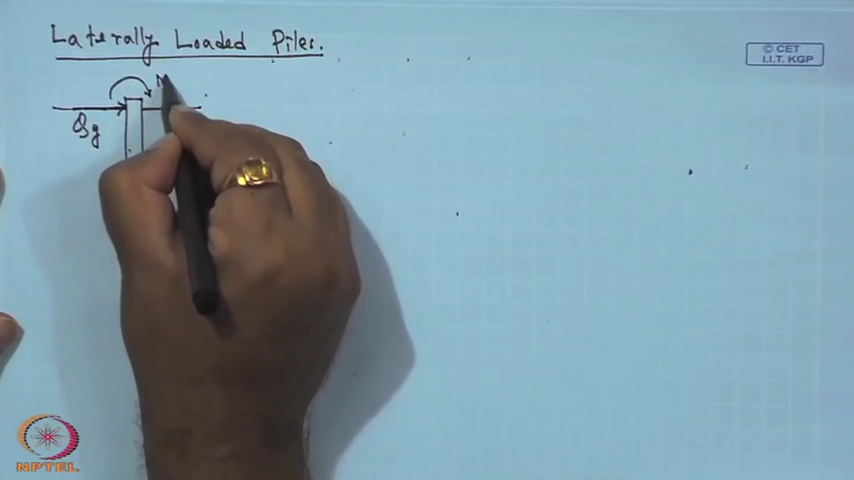 Laterally Loaded Piles.
© CET
I.I.T. KGP
Qg
NPTEL